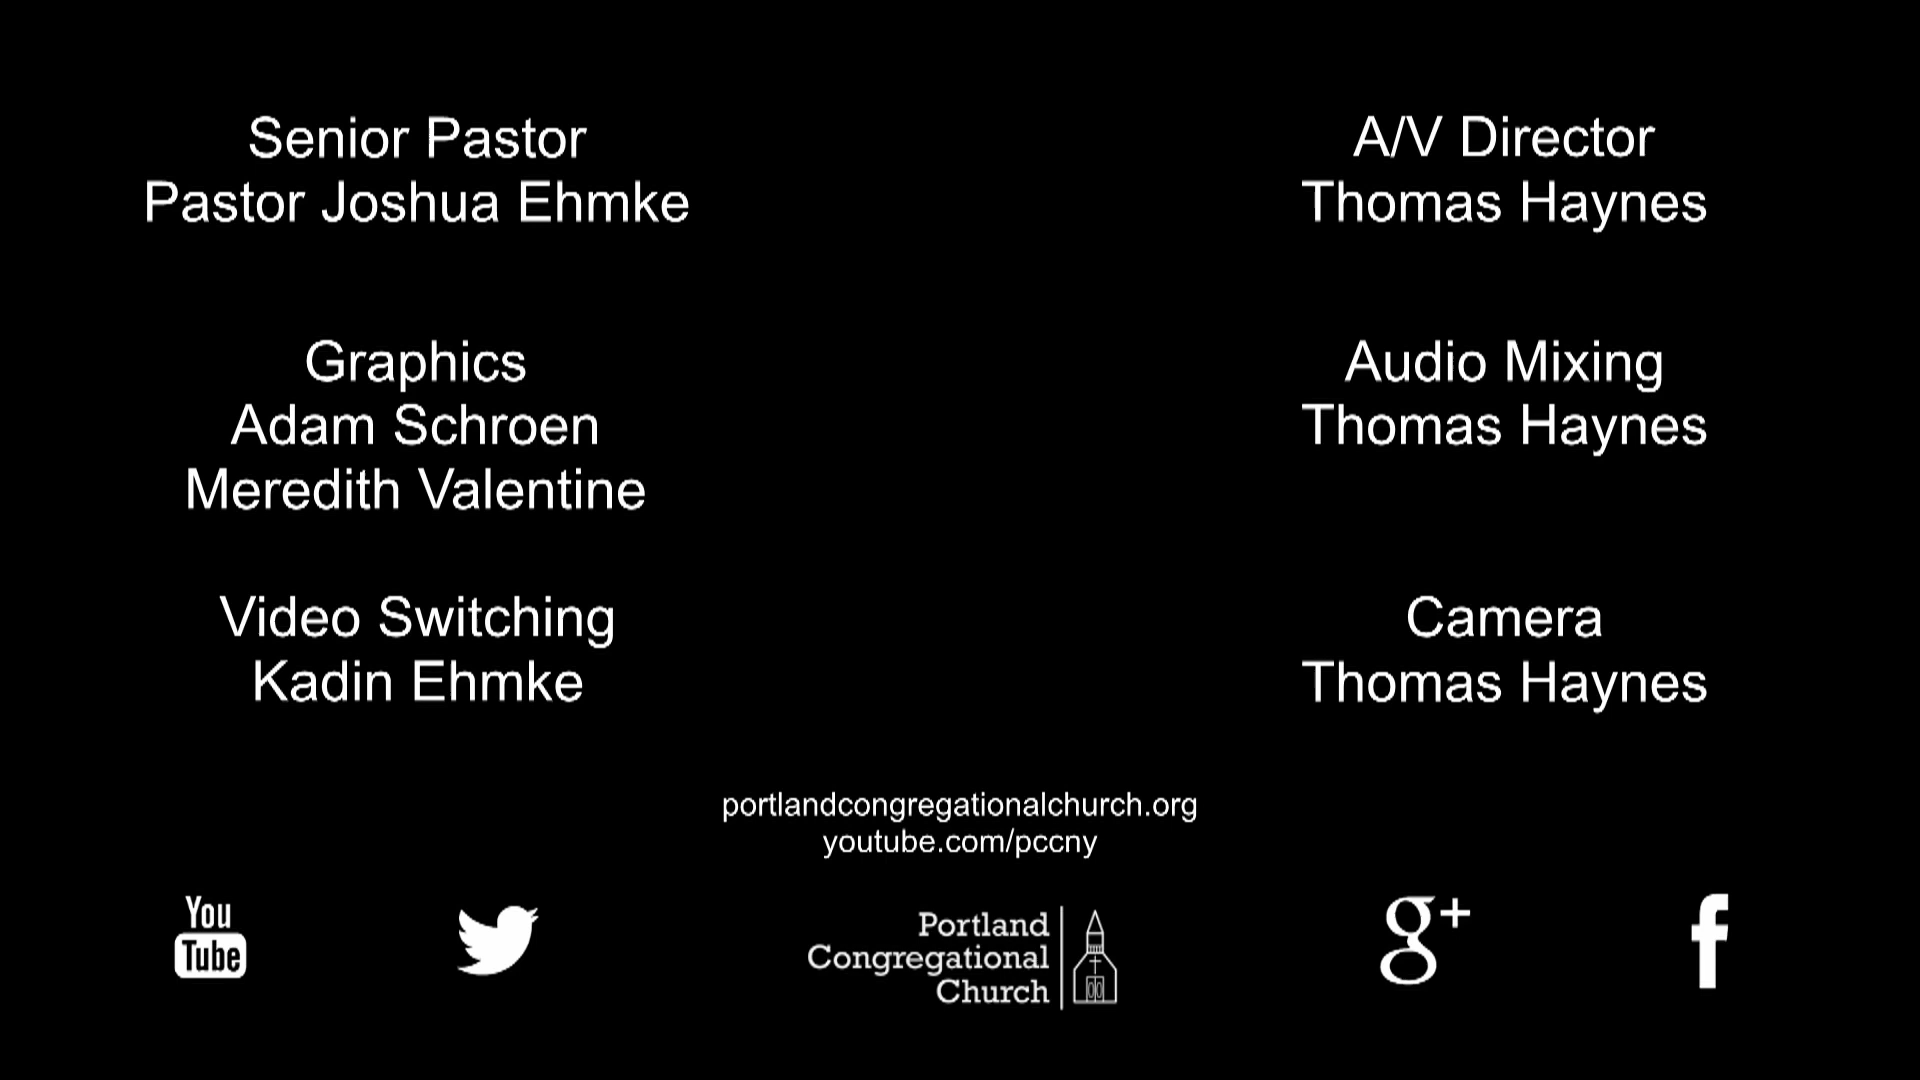 Senior Pastor
Pastor Joshua Ehmke
A/V Director
Thomas Haynes
Graphics
Adam Schroen
Meredith Valentine
Audio Mixing
Thomas Haynes
Video Switching
Kadin Ehmke
Camera
Thomas Haynes
portlandcongregationalchurch.org
youtube.com/pccny
You
Tube
Portland
Congregational
Church
g+
f